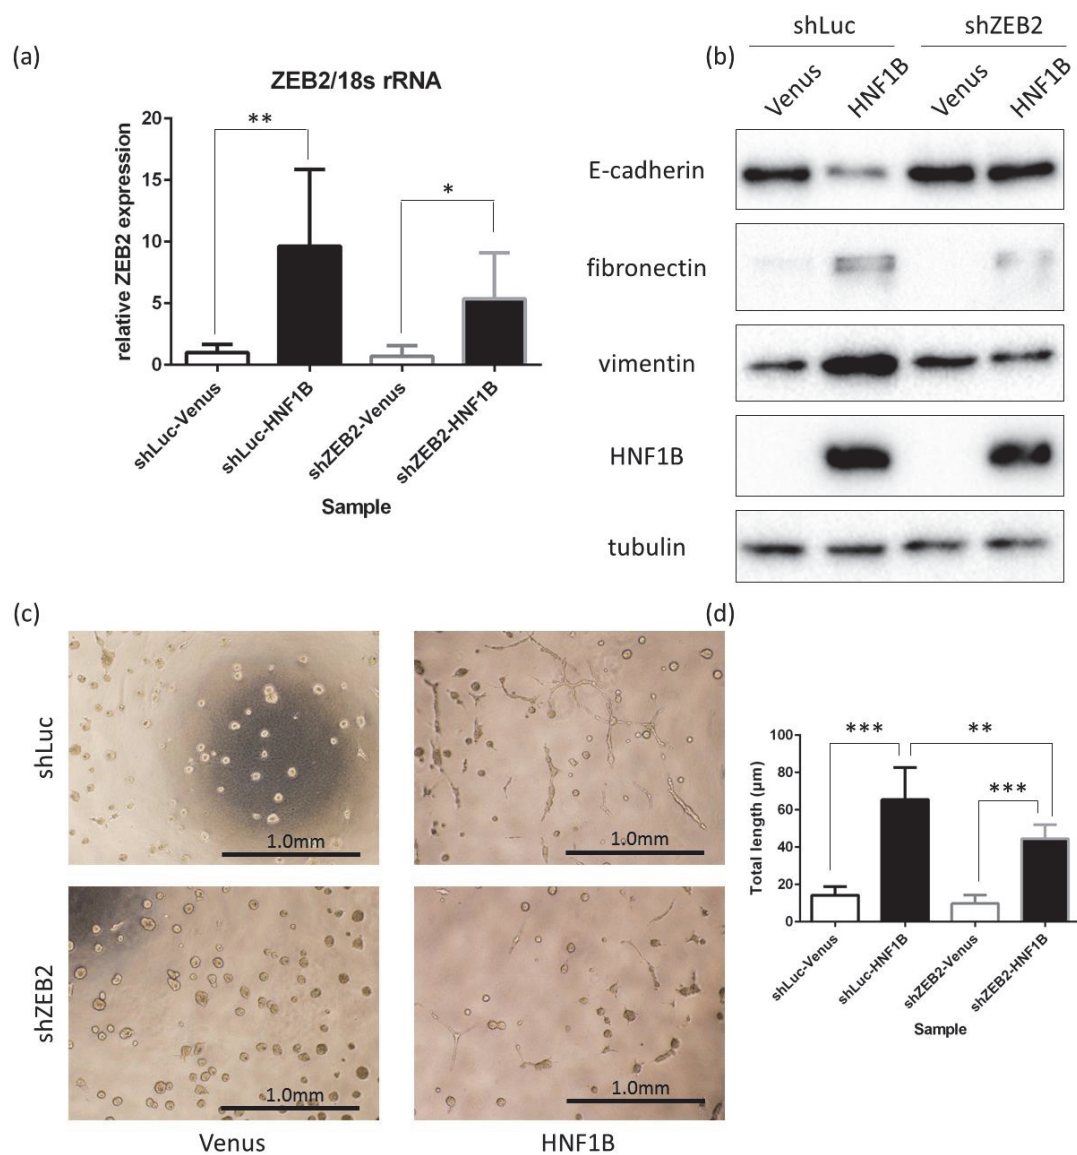 (a)
ZEB2/18s rRNA
relative ZEB2 expression
20
15
10
5
0
**
*
shLuc-Venus
shLuc-HNF1B
shZEB2-Venus
shZEB2-HNF1B
Sample
(b)
shLuc shZEB2
Venus HNF1B Venus HNF1B
E-cadherin
fibronectin
vimentin
HNF1B
tubulin
(c)
shLuc
1.0mm
1.0mm
shZEB2
1.0mm
1.0mm
Venus HNF1B
(d)
Total length (µm)
100
80
60
40
20
0
*** **
***
shLuc-Venus
shLuc-HNF1B
shZEB2-Venus
shZEB2-HNF1B
Sample